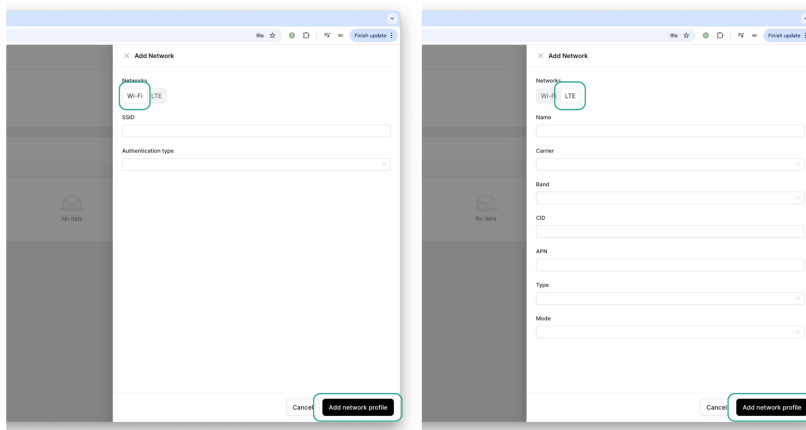 Finish update
Add Network
Networks
Wi-Fi
LTE
SSID
Authentication type
No data
Cancel
Add network profile
Finish update
Add Network
Networks
Wi-Fi
LTE
Name
Carrier
Band
CID
APN
Type
Mode
No data
Cancel
Add network profile